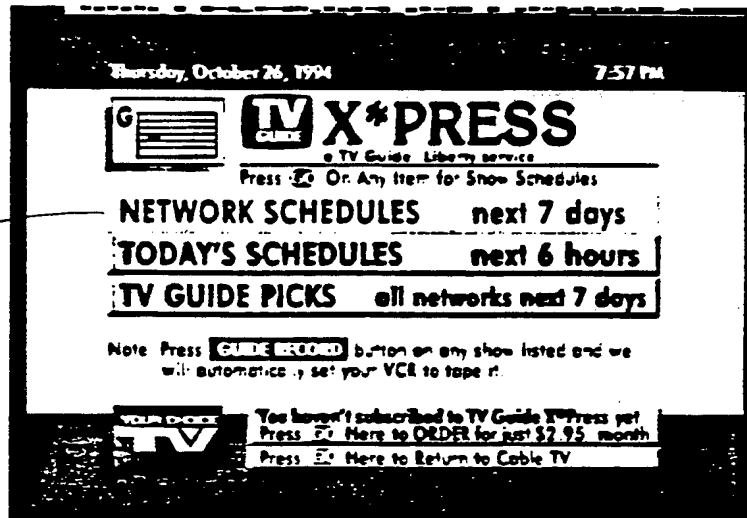 Thursday, October 26, 1994 7:57 PM
G
TV GUIDE X*PRESS
a TV Guide Liberty service
Press GO On Any Item for Show Schedules
NETWORK SCHEDULES next 7 days
TODAY'S SCHEDULES next 6 hours
TV GUIDE PICKS all networks next 7 days
Note Press GUIDE RECORD button on any show listed and we
will automatically set your VCR to tape it.
YOUR CHOICE TV
You haven't subscribed to TV Guide X*Press yet
Press GO Here to ORDER for just $2.95 month
Press GO Here to Return to Cable TV